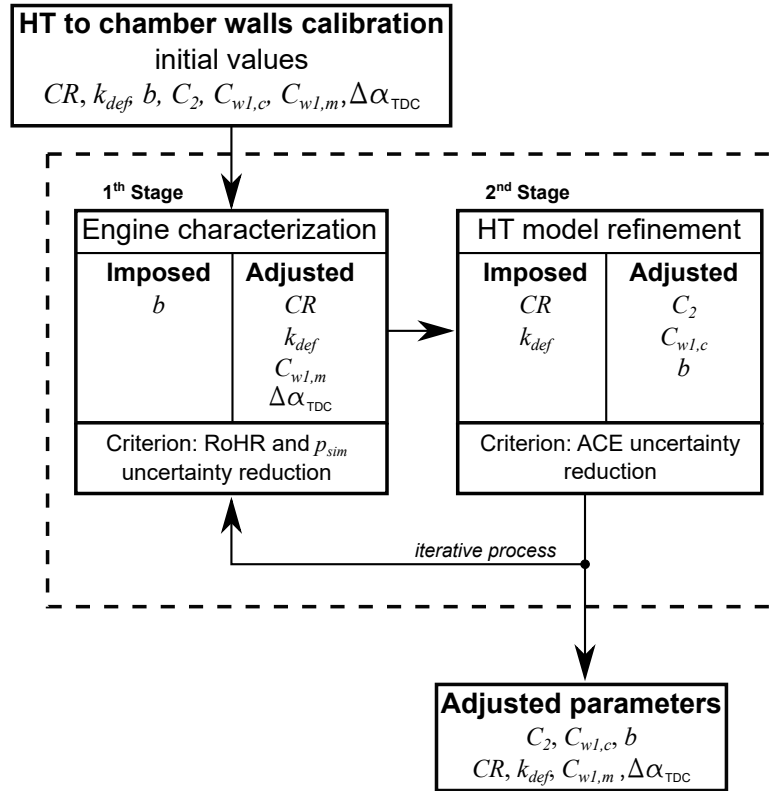 HT to chamber walls calibration
initial values
CR, k_def, b, C_2, C_w1,c, C_w1,m, Δα_TDC
1th Stage
Engine characterization
Imposed
b
Adjusted
CR
k_def
C_w1,m
Δα_TDC
Criterion: RoHR and p_sim
uncertainty reduction
2nd Stage
HT model refinement
Imposed
CR
k_def
Adjusted
C_2
C_w1,c
b
Criterion: ACE uncertainty
reduction
iterative process
Adjusted parameters
C_2, C_w1,c, b
CR, k_def, C_w1,m ,Δα_TDC